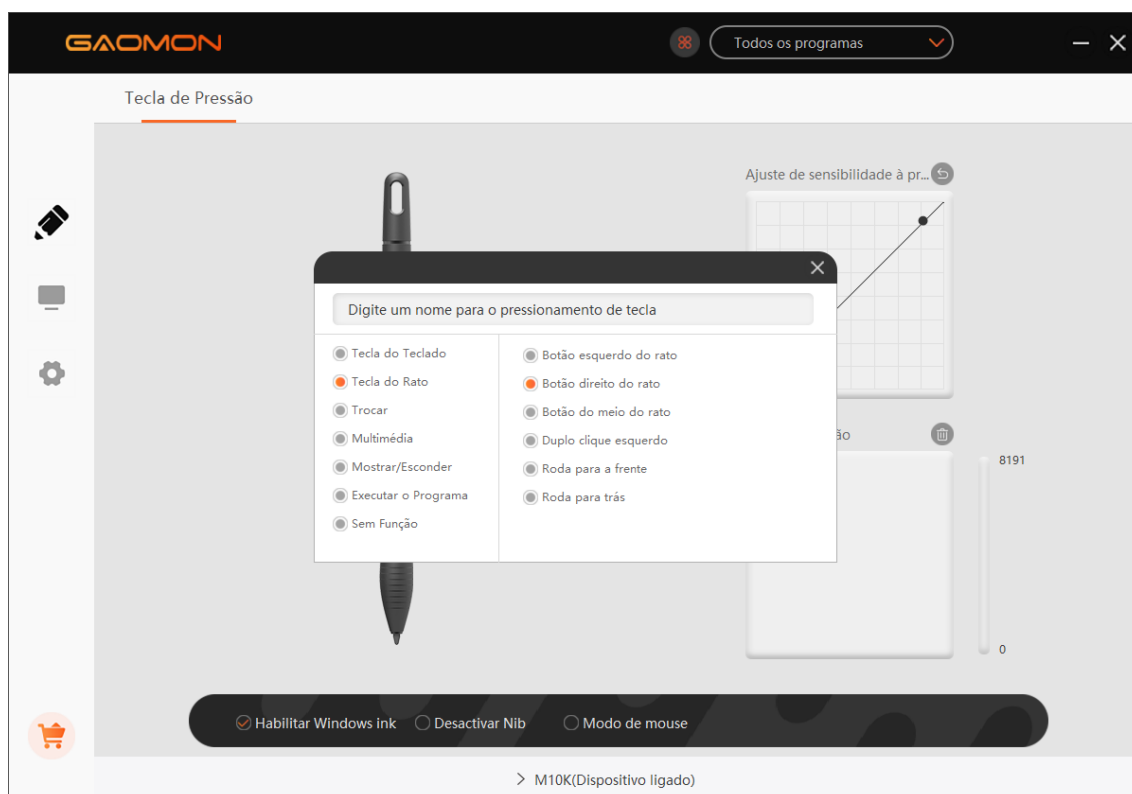 GAOMON
Todos os programas
Tecla de Pressão
Ajuste de sensibilidade à pr...
Digite um nome para o pressionamento de tecla
Tecla do Teclado
Tecla do Rato
Trocar
Multimédia
Mostrar/Esconder
Executar o Programa
Sem Função
Botão esquerdo do rato
Botão direito do rato
Botão do meio do rato
Duplo clique esquerdo
Roda para a frente
Roda para trás
ão
8191
0
Habilitar Windows ink
Desactivar Nib
Modo de mouse
M10K(Dispositivo ligado)